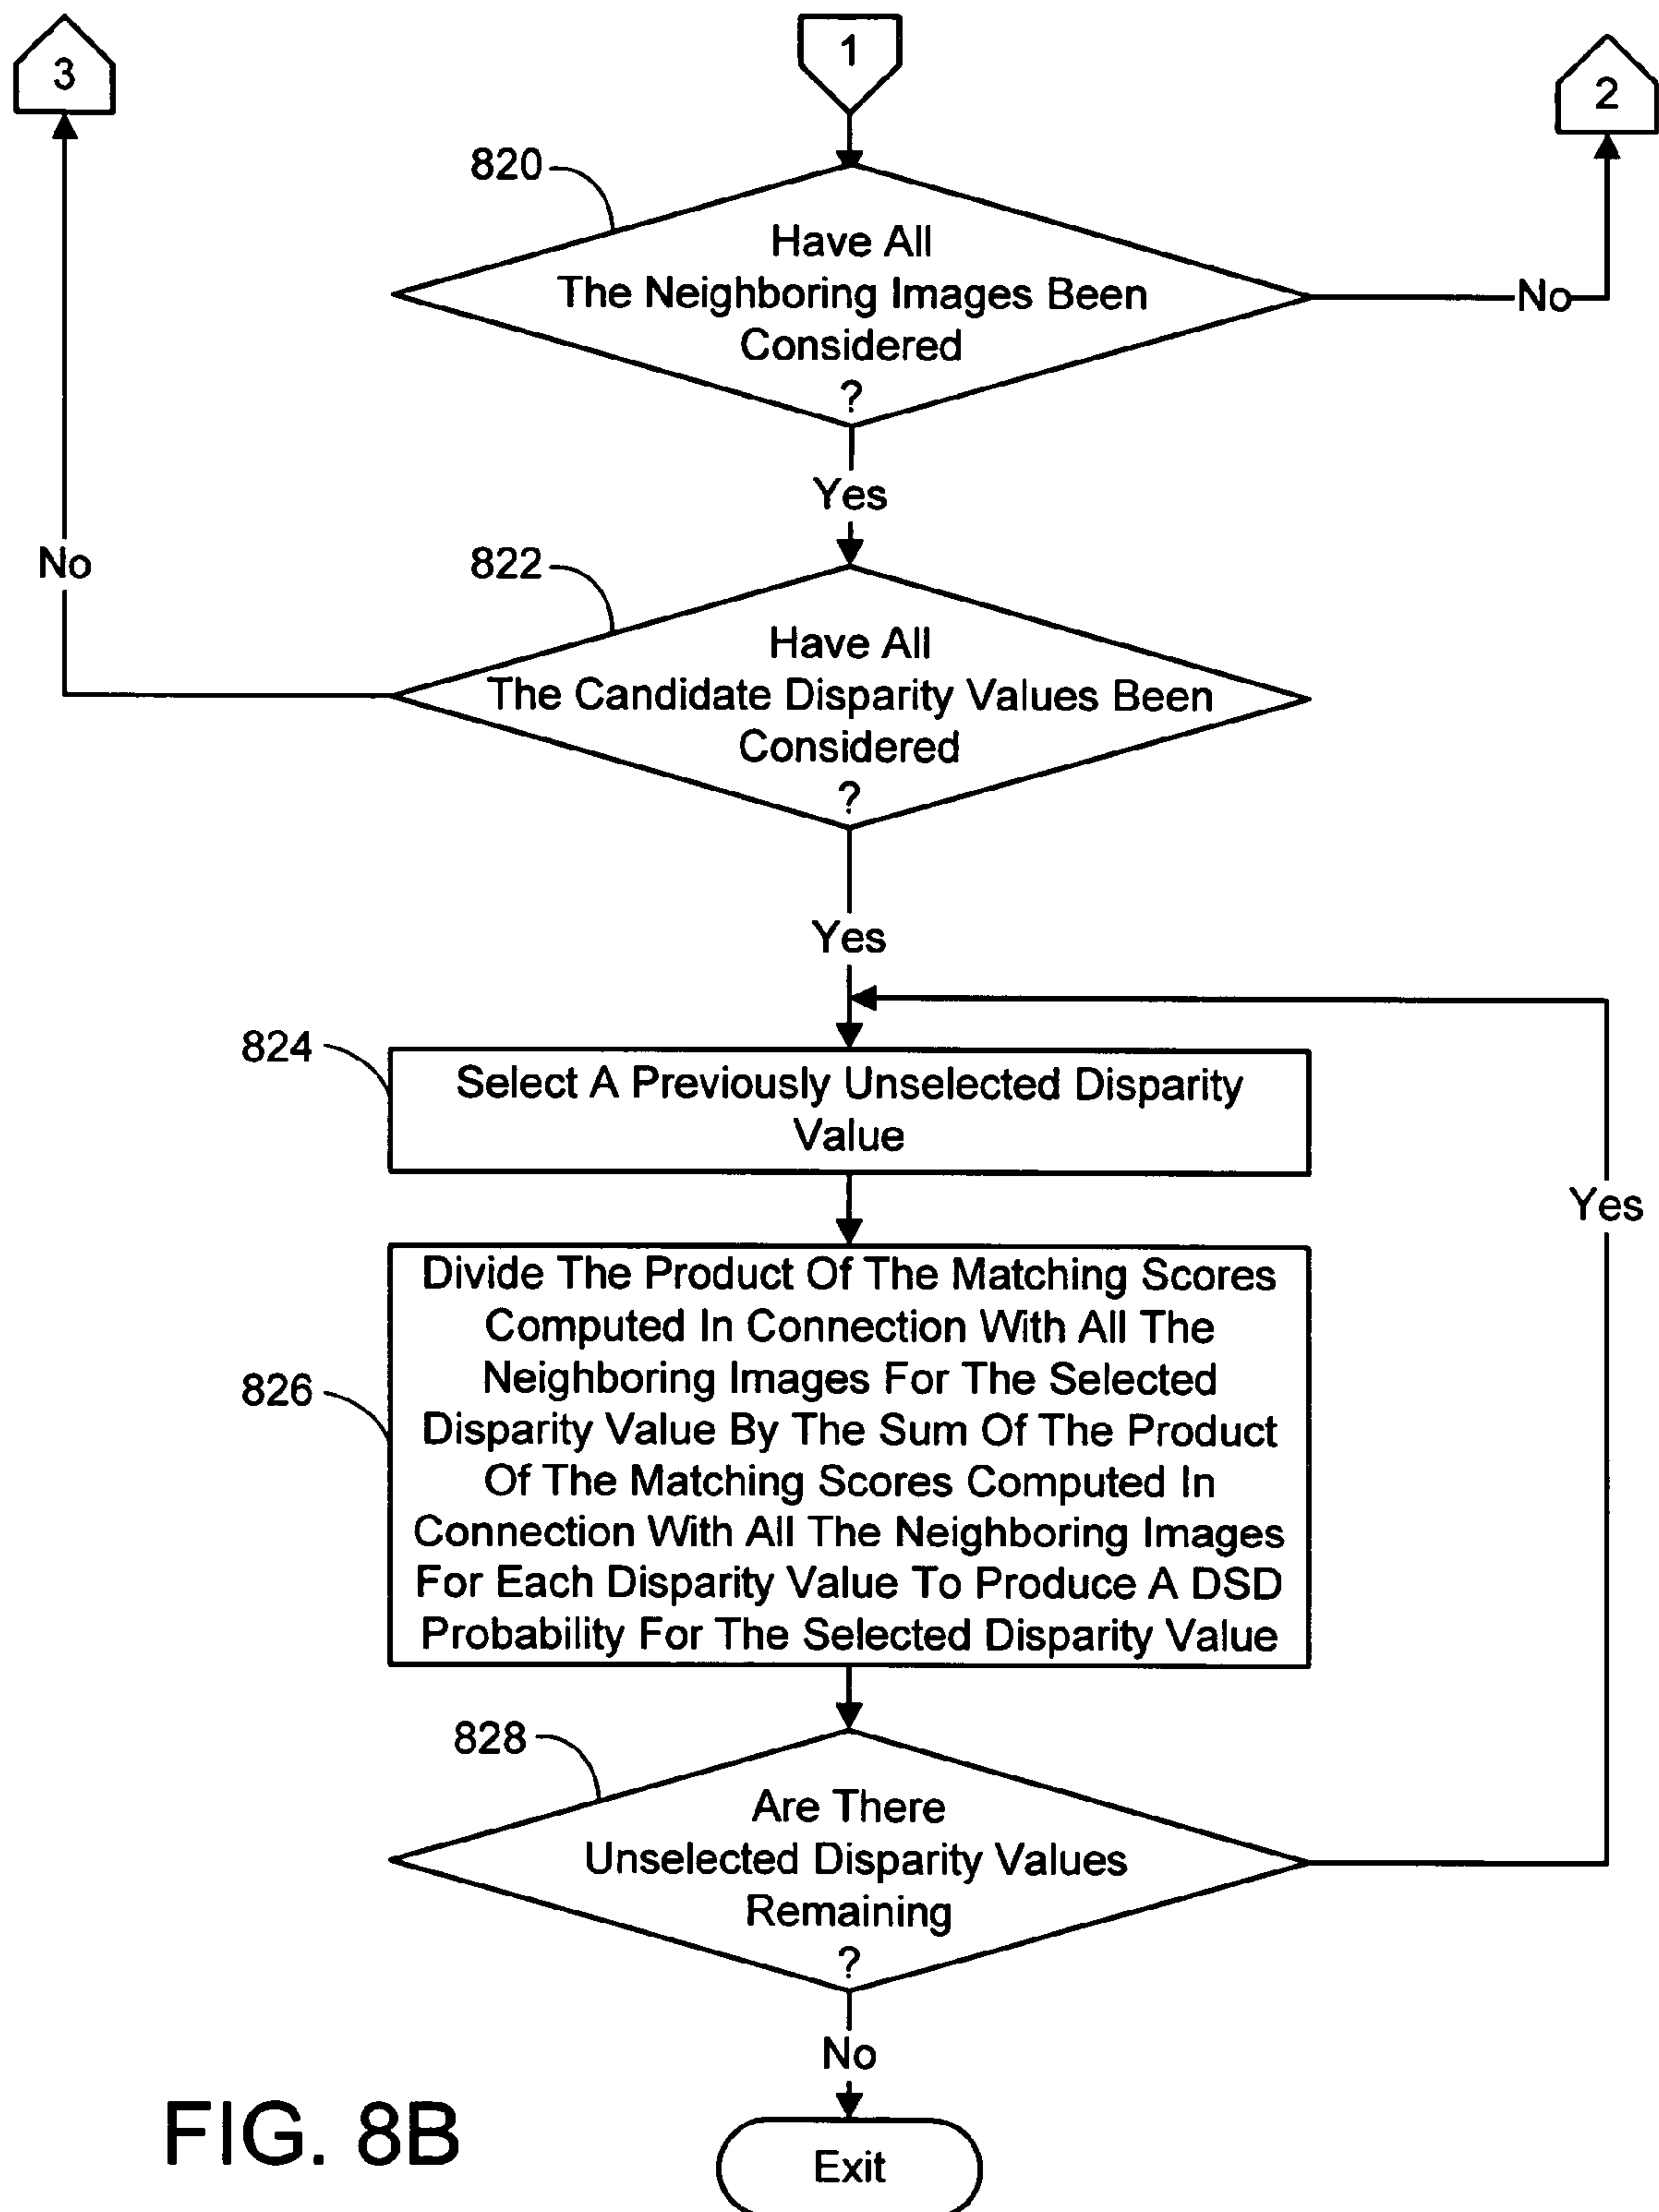 3
1
2
820
Have All
The Neighboring Images Been
Considered
?
No
Yes
No
822
Have All
The Candidate Disparity Values Been
Considered
?
Yes
824
Select A Previously Unselected Disparity
Value
Yes
826
Divide The Product Of The Matching Scores
Computed In Connection With All The
Neighboring Images For The Selected
Disparity Value By The Sum Of The Product
Of The Matching Scores Computed In
Connection With All The Neighboring Images
For Each Disparity Value To Produce A DSD
Probability For The Selected Disparity Value
828
Are There
Unselected Disparity Values
Remaining
?
No
Exit
FIG. 8B